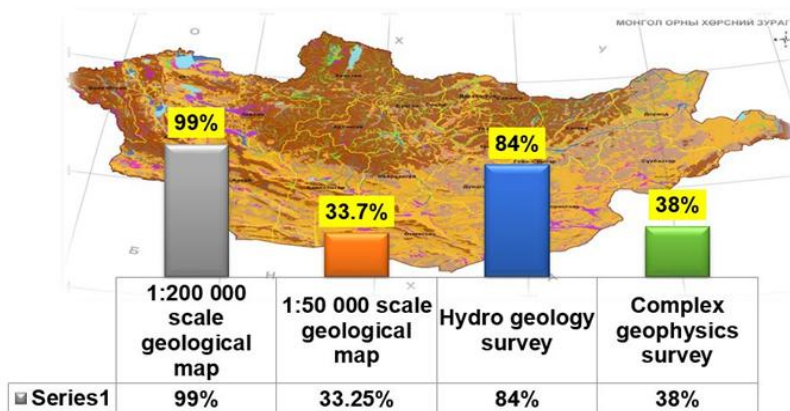 МОНГОЛ ОРНЫ ХӨРСНИЙ ЗУРАГ
О
Х
У
99%
33.7%
84%
38%
Б
Н
Х
А
1:200 000
scale
geological
map
1:50 000 scale
geological
map
Hydro geology
survey
Complex
geophysics
survey
Series1 99% 33.25% 84% 38%